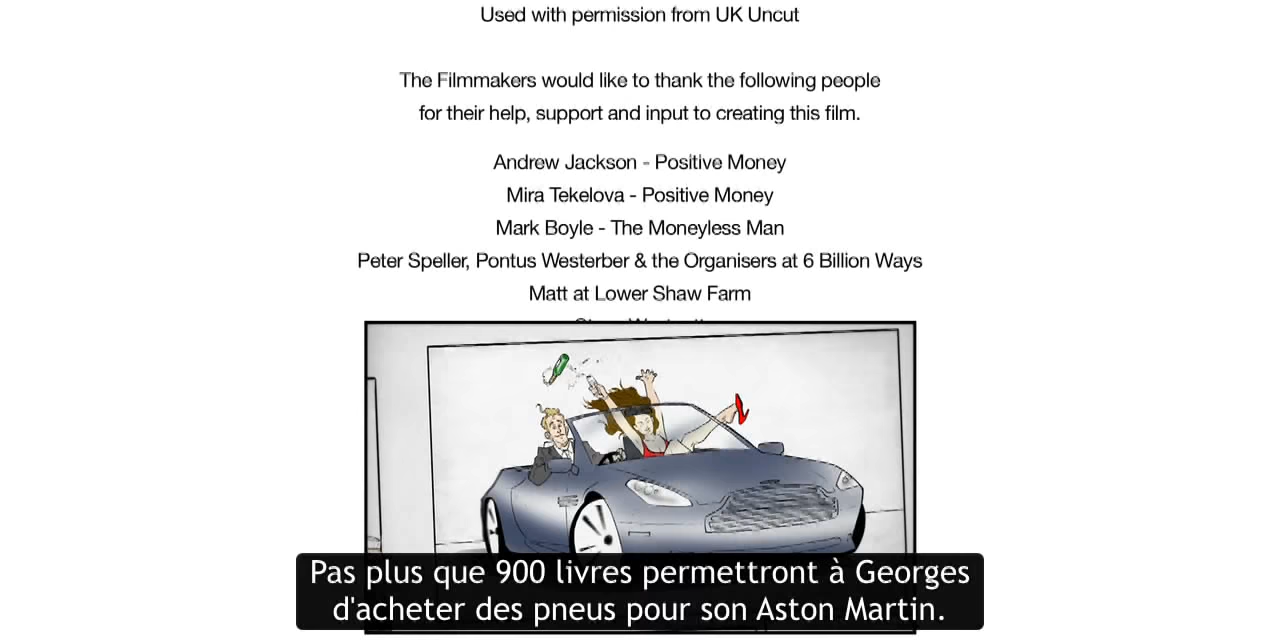 Used with permission from UK Uncut
The Filmmakers would like to thank the following people
for their help, support and input to creating this film.
Andrew Jackson - Positive Money
Mira Tekelova - Positive Money
Mark Boyle - The Moneyless Man
Peter Speller, Pontus Westerber & the Organisers at 6 Billion Ways
Matt at Lower Shaw Farm
Pas plus que 900 livres permettront à Georges
d'acheter des pneus pour son Aston Martin.